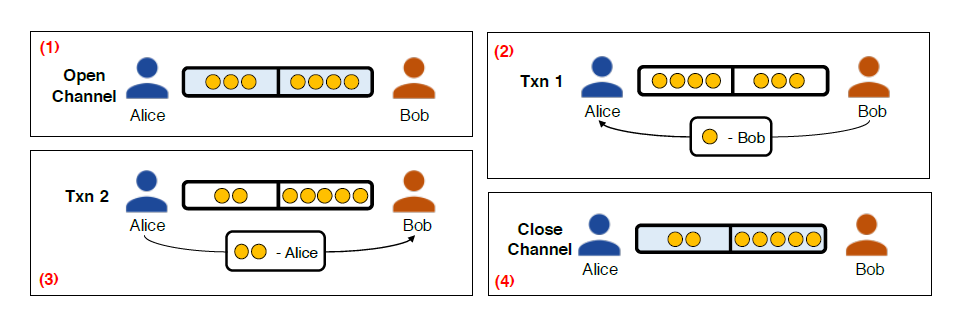 (1)
Open
Channel
Alice
Bob
(2)
Txn 1
Alice
Bob
- Bob
Txn 2
Alice
Bob
- Alice
(3)
Close
Channel
Alice
Bob
(4)